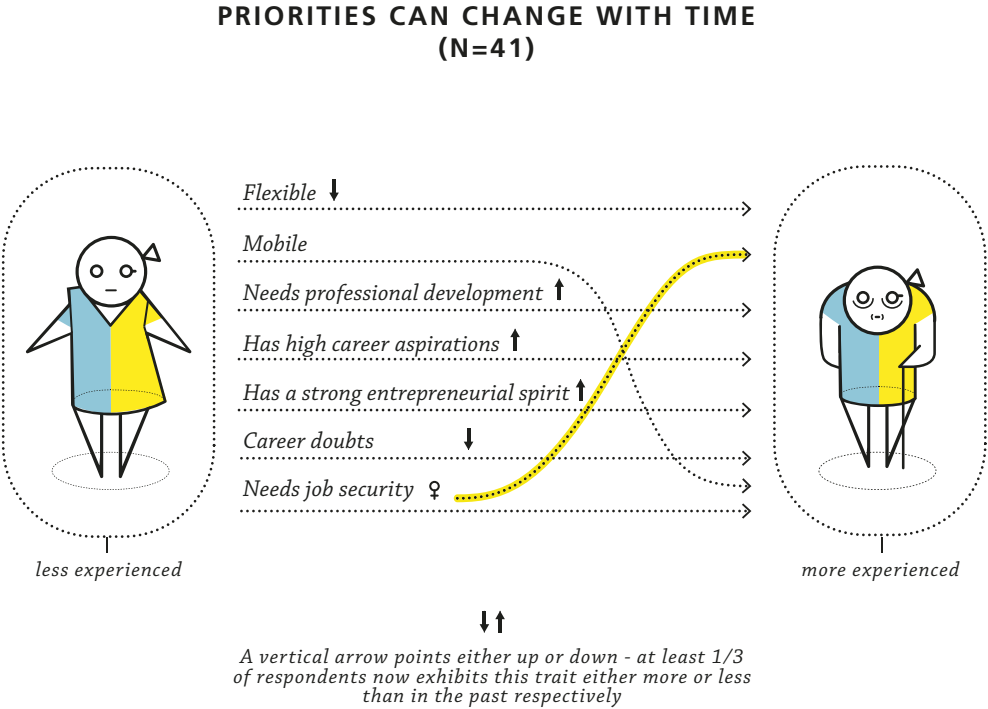 PRIORITIES CAN CHANGE WITH TIME
(N=41)
Flexible
Mobile
Needs professional development
Has high career aspirations
Has a strong entrepreneurial spirit
Career doubts
Needs job security ♀
less experienced
more experienced
A vertical arrow points either up or down - at least 1/3
of respondents now exhibits this trait either more or less
than in the past respectively